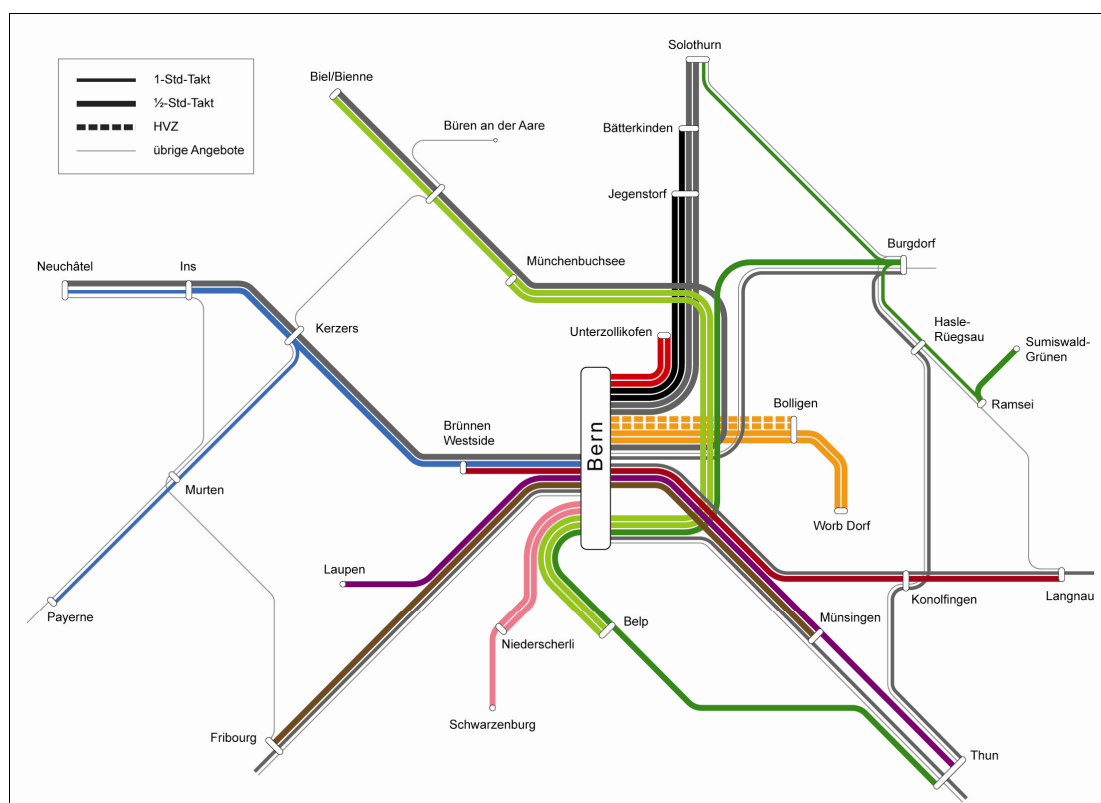 Solothurn
1-Std-Takt
½-Std-Takt
HVZ
übrige Angebote
Biel/Bienne
Büren an der Aare
Bätterkinden
Jegenstorf
Burgdorf
Münchenbuchsee
Neuchâtel
Ins
Kerzers
Unterzollikofen
Hasle-
Rüegsau
Sumiswald-
Grünen
Ramsei
Bolligen
Brünnen
Westside
Bern
Murten
Worb Dorf
Laupen
Konolfingen
Langnau
Payerne
Niederscherli
Belp
Münsingen
Schwarzenburg
Fribourg
Thun